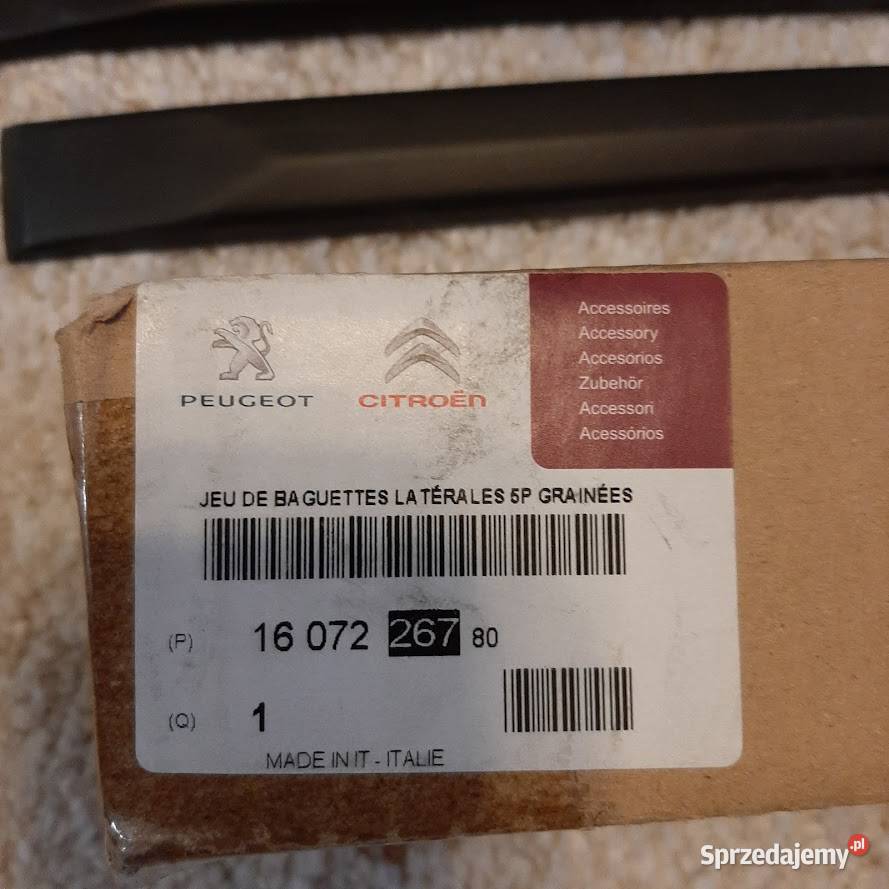 PEUGEOT
CITROËN
Accessoires
Accessory
Accesorios
Zubehör
Accessori
Acessórios
JEU DE BAGUETTES LATÉRALES 5P GRAINÉES
(P) 16 072 267 80
(Q) 1
MADE IN IT - ITALIE
Sprzedajemy.pl